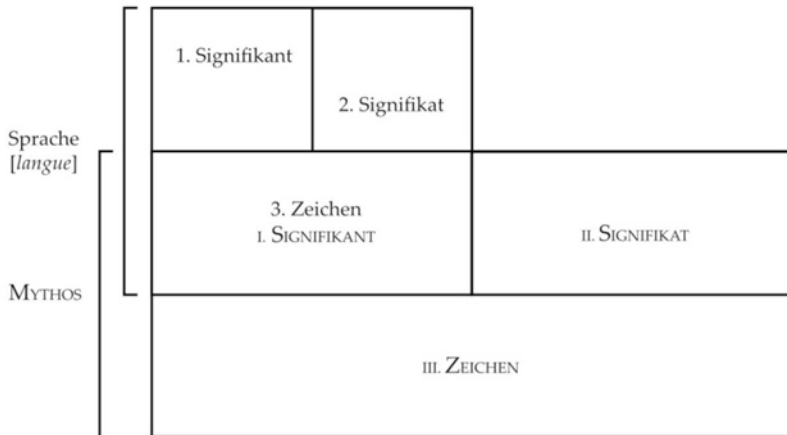 1. Signifikant
2. Signifikat
Sprache
[langue]
3. Zeichen
I. SIGNIFIKANT
II. SIGNIFIKAT
MYTHOS
III. ZEICHEN